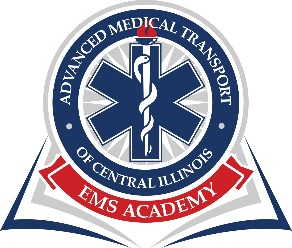 ADVANCED MEDICAL TRANSPORT
OF CENTRAL ILLINOIS
EMS ACADEMY